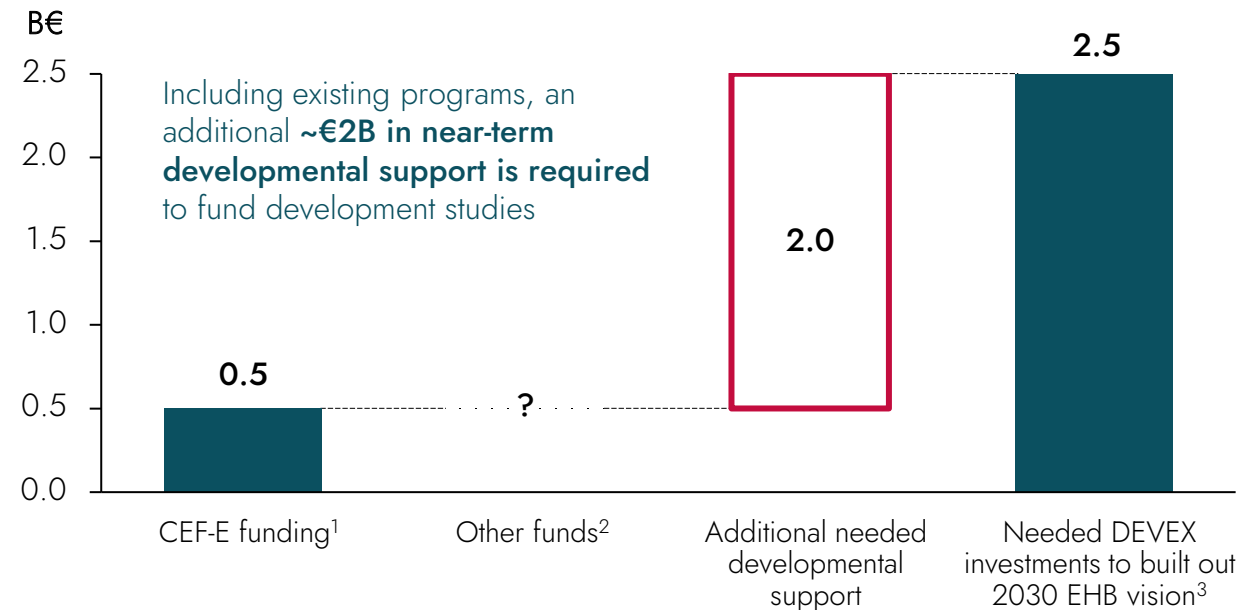 B€
2.5
2.0
1.5
1.0
0.5
0.0
Including existing programs, an
additional ~€2B in near-term
developmental support is required
to fund development studies
0.5
?
2.0
2.5
CEF-E funding¹
Other funds²
Additional needed
developmental
support
Needed DEVEX
investments to built out
2030 EHB vision³